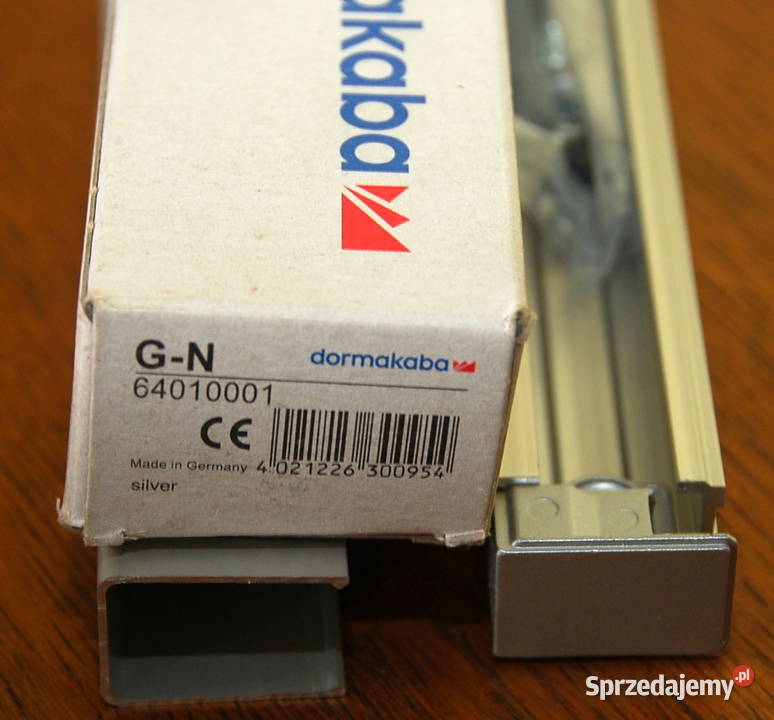 akaba
G-N
dormakaba
64010001
CE
Made in Germany
4 021226 300954
silver
Sprzedajemy.pl